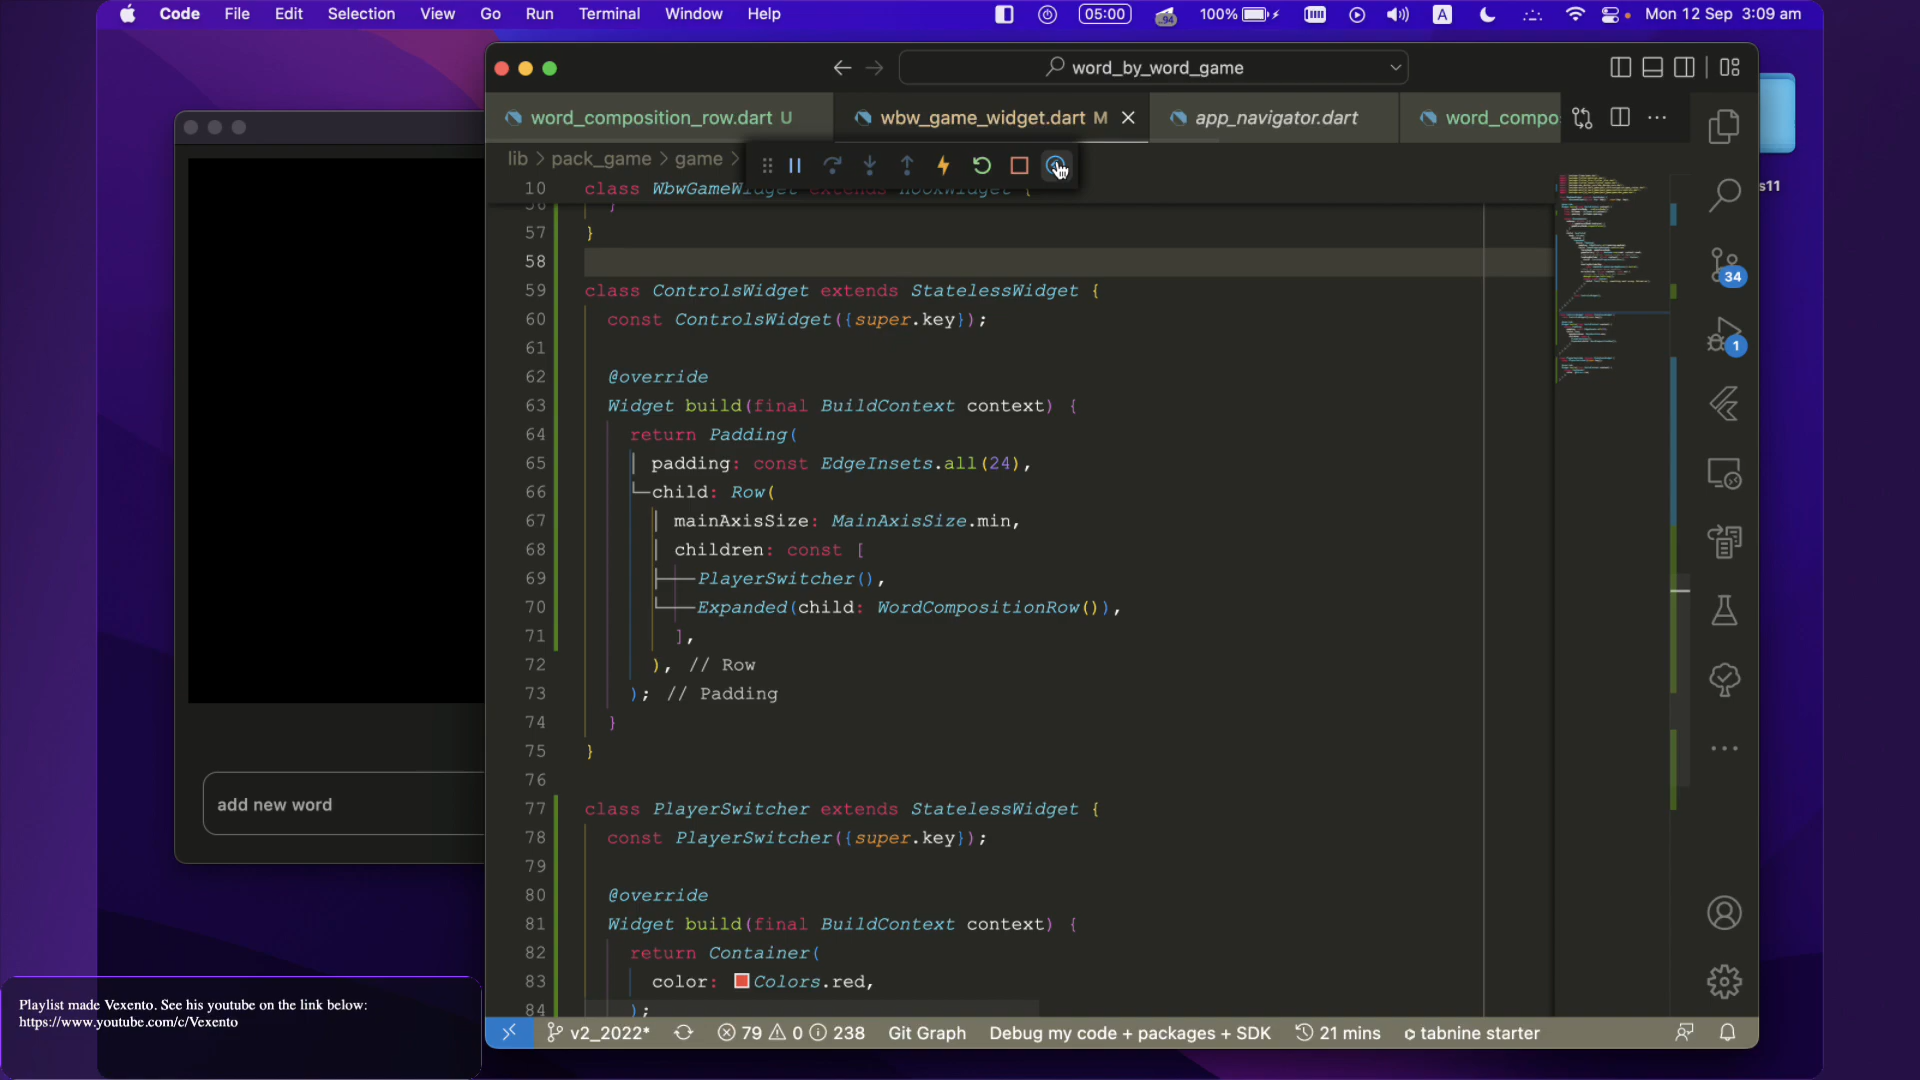 Code File Edit Selection View Go Run Terminal Window Help 05:00 94 100% A Mon 12 Sep 3:09 am
word_by_word_game
word_composition_row.dart U wbw_game_widget.dart M app_navigator.dart word_compo
s11
lib > pack_game > game >
10 class WbwGameWidget extends HookWidget {
56 }
57 }
58
59 class ControlsWidget extends StatelessWidget {
60 const ControlsWidget({super.key});
61
62 @override
63 Widget build(final BuildContext context) {
64 return Padding(
65 padding: const EdgeInsets.all(24),
66 child: Row(
67 mainAxisSize: MainAxisSize.min,
68 children: const [
69 PlayerSwitcher(),
70 Expanded(child: WordCompositionRow()),
71 ],
72 ), // Row
73 ); // Padding
74 }
75 }
76
77 class PlayerSwitcher extends StatelessWidget {
78 const PlayerSwitcher({super.key});
79
80 @override
81 Widget build(final BuildContext context) {
82 return Container(
83 color: Colors.red,
84 );
34
1
add new word
Playlist made Vexento. See his youtube on the link below:
https://www.youtube.com/c/Vexento
v2_2022* 79 0 238 Git Graph Debug my code + packages + SDK 21 mins tabnine starter